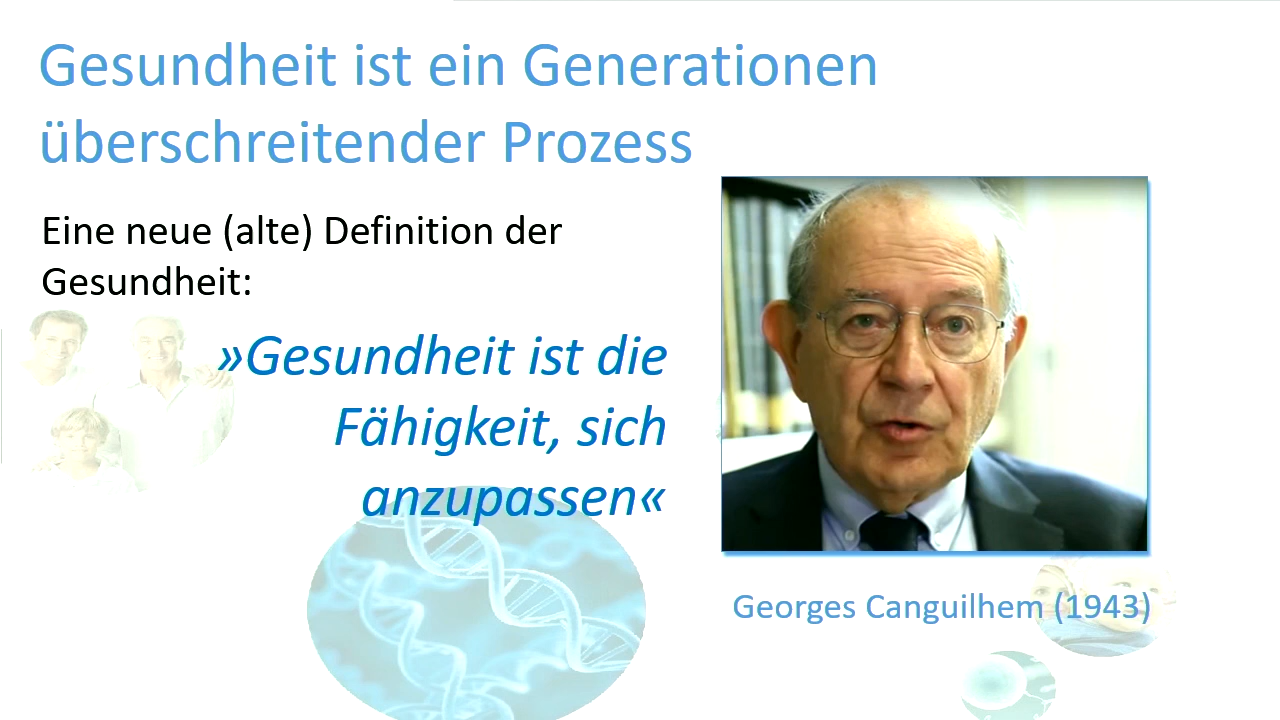 Gesundheit ist ein Generationen
überschreitender Prozess
Eine neue (alte) Definition der
Gesundheit:
»Gesundheit ist die
Fähigkeit, sich
anzupassen«
Georges Canguilhem (1943)